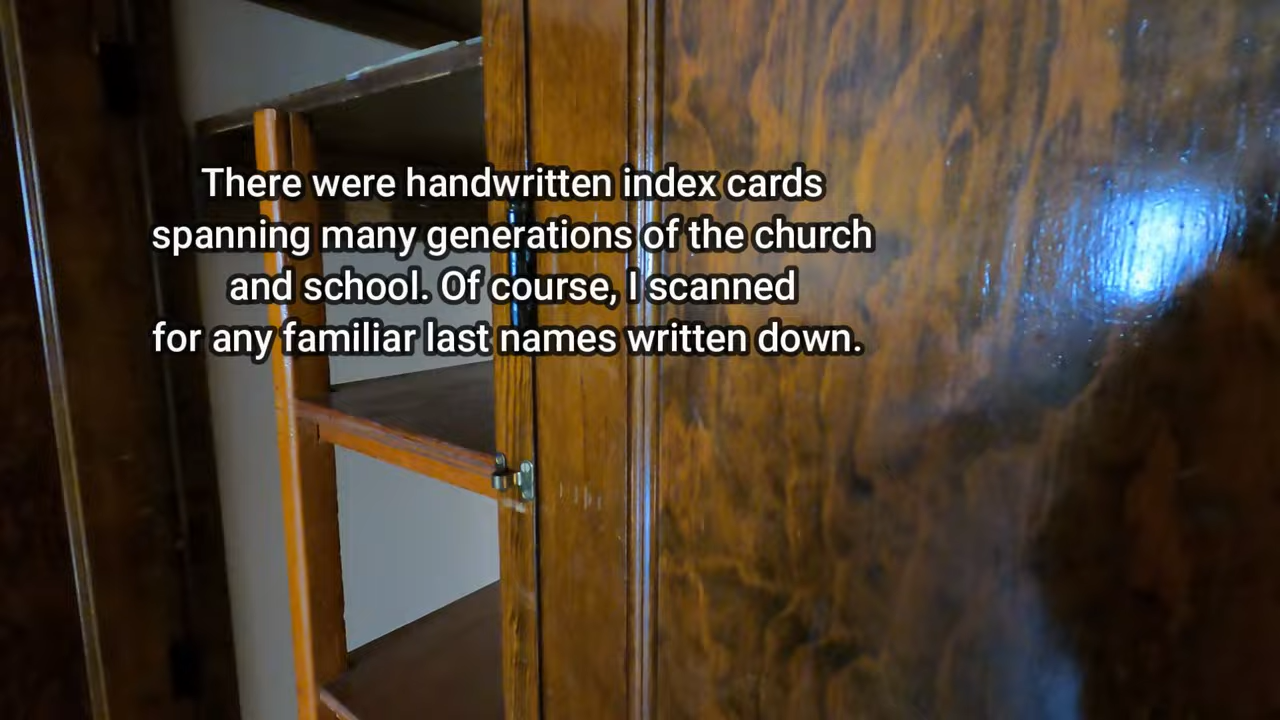 There were handwritten index cards
spanning many generations of the church
and school. Of course, I scanned
for any familiar last names written down.